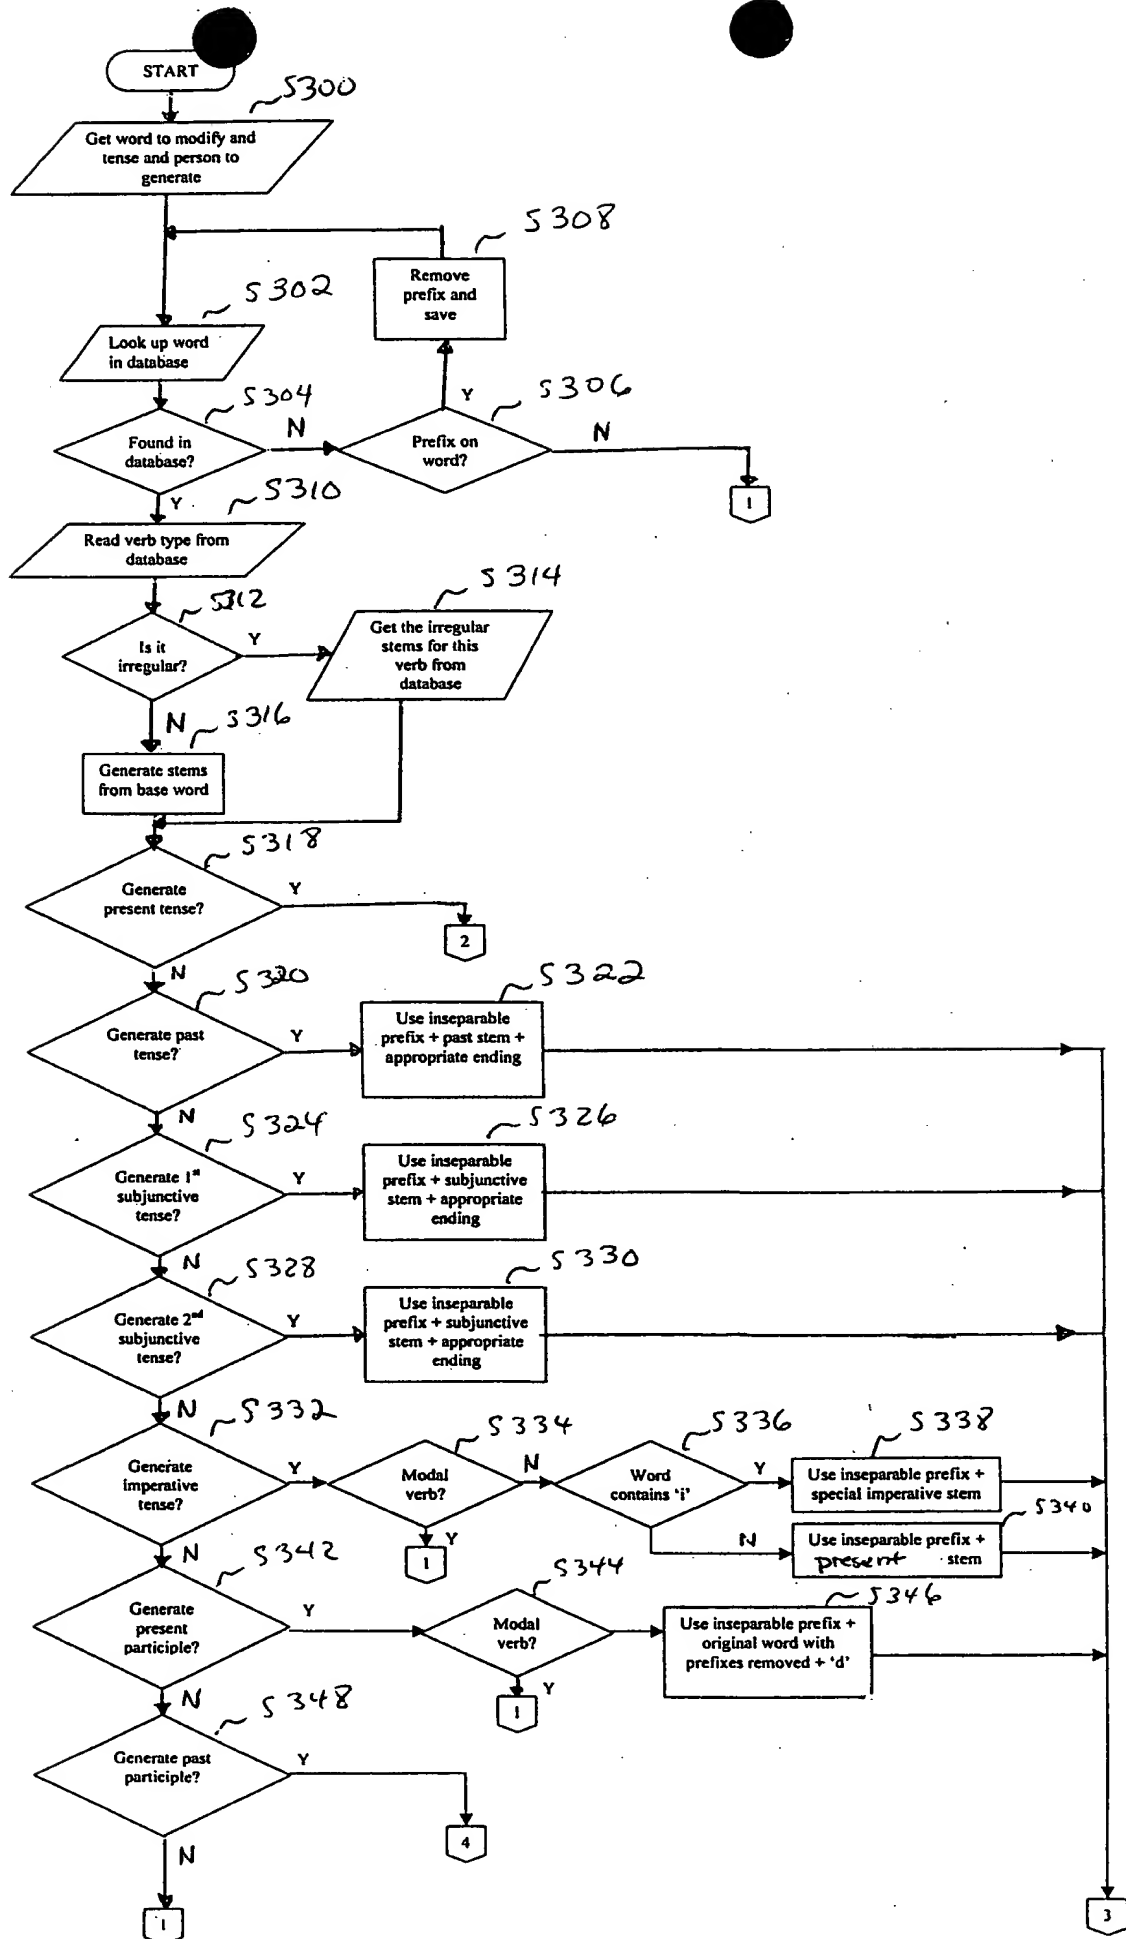 START
S300
Get word to modify and
tense and person to
generate
S308
Remove
prefix and
save
S302
Look up word
in database
S304
Found in
database?
N
Y
S306
Prefix on
word?
Y
N
1
S310
Read verb type from
database
S312
Is it
irregular?
Y
N
S314
Get the irregular
stems for this
verb from
database
S316
Generate stems
from base word
S318
Generate
present tense?
Y
2
N
S320
Generate past
tense?
Y
S322
Use inseparable
prefix + past stem +
appropriate ending
N
S324
Generate 1st
subjunctive
tense?
Y
S326
Use inseparable
prefix + subjunctive
stem + appropriate
ending
N
S328
Generate 2nd
subjunctive
tense?
Y
S330
Use inseparable
prefix + subjunctive
stem + appropriate
ending
N
S332
Generate
imperative
tense?
Y
S334
Modal
verb?
N
Y
1
S336
Word
contains 'i'
Y
N
S338
Use inseparable prefix +
special imperative stem
S340
Use inseparable prefix +
present stem
N
S342
Generate
present
participle?
Y
S344
Modal
verb?
Y
1
S346
Use inseparable prefix +
original word with
prefixes removed + 'd'
N
S348
Generate past
participle?
Y
4
N
1
3